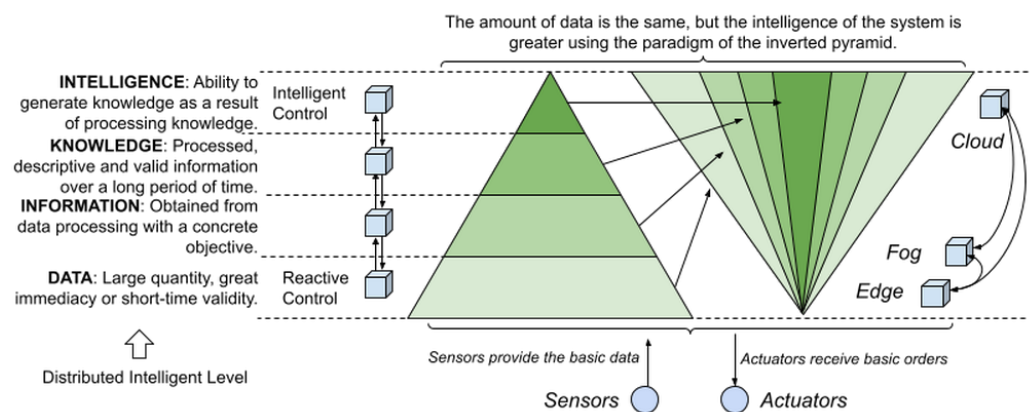 The amount of data is the same, but the intelligence of the system is
greater using the paradigm of the inverted pyramid.
INTELLIGENCE: Ability to
generate knowledge as a result
of processing knowledge.
Intelligent
Control
KNOWLEDGE: Processed,
descriptive and valid information
over a long period of time.
INFORMATION: Obtained from
data processing with a concrete
objective.
DATA: Large quantity, great
immediacy or short-time validity.
Reactive
Control
Cloud
Fog
Edge
Distributed Intelligent Level
Sensors provide the basic data
Actuators receive basic orders
Sensors
Actuators